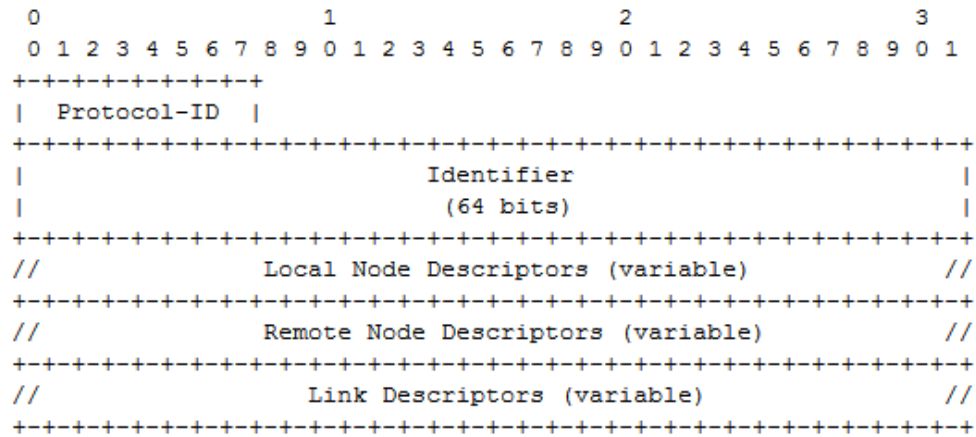 0                   1                   2                   3
 0 1 2 3 4 5 6 7 8 9 0 1 2 3 4 5 6 7 8 9 0 1 2 3 4 5 6 7 8 9 0 1
+-+-+-+-+-+-+-+-+
|  Protocol-ID  |
+-+-+-+-+-+-+-+-+-+-+-+-+-+-+-+-+-+-+-+-+-+-+-+-+-+-+-+-+-+-+-+-+
|                           Identifier                          |
|                            (64 bits)                          |
+-+-+-+-+-+-+-+-+-+-+-+-+-+-+-+-+-+-+-+-+-+-+-+-+-+-+-+-+-+-+-+-+
//               Local Node Descriptors (variable)             //
+-+-+-+-+-+-+-+-+-+-+-+-+-+-+-+-+-+-+-+-+-+-+-+-+-+-+-+-+-+-+-+-+
//               Remote Node Descriptors (variable)            //
+-+-+-+-+-+-+-+-+-+-+-+-+-+-+-+-+-+-+-+-+-+-+-+-+-+-+-+-+-+-+-+-+
//                  Link Descriptors (variable)                //
+-+-+-+-+-+-+-+-+-+-+-+-+-+-+-+-+-+-+-+-+-+-+-+-+-+-+-+-+-+-+-+-+